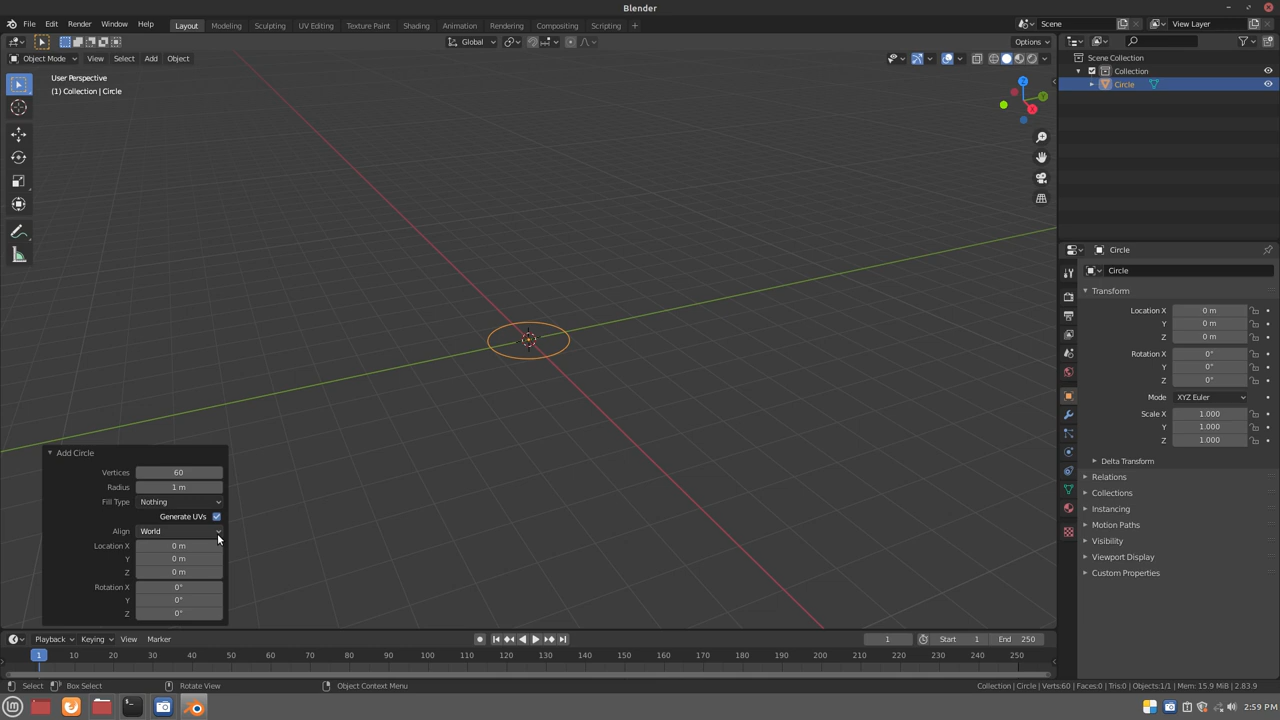 Blender
File Edit Render Window Help
Layout Modeling Sculpting UV Editing Texture Paint Shading Animation Rendering Compositing Scripting +
Scene
View Layer
Object Mode View Select Add Object
Global
Options
User Perspective
(1) Collection | Circle
Scene Collection
Collection
Circle
Circle
Circle
Transform
Location X 0 m
Y 0 m
Z 0 m
Rotation X 0°
Y 0°
Z 0°
Mode XYZ Euler
Scale X 1.000
Y 1.000
Z 1.000
Delta Transform
Relations
Collections
Instancing
Motion Paths
Visibility
Viewport Display
Custom Properties
Z
Y
X
Add Circle
Vertices 60
Radius 1 m
Fill Type Nothing
Generate UVs
Align World
Location X 0 m
Y 0 m
Z 0 m
Rotation X 0°
Y 0°
Z 0°
Playback Keying View Marker
1 Start 1 End 250
1 10 20 30 40 50 60 70 80 90 100 110 120 130 140 150 160 170 180 190 200 210 220 230 240 250
Select Box Select Rotate View Object Context Menu
Collection | Circle | Verts:60 | Faces:0 | Tris:0 | Objects:1/1 | Mem: 15.9 MiB | 2.83.9
2:59 PM